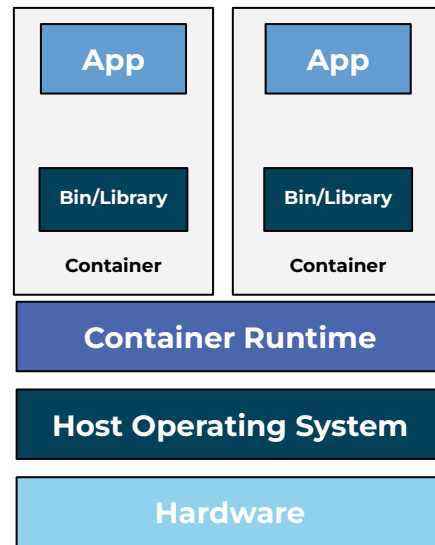 App
App
Bin/Library
Bin/Library
Container
Container
Container Runtime
Host Operating System
Hardware